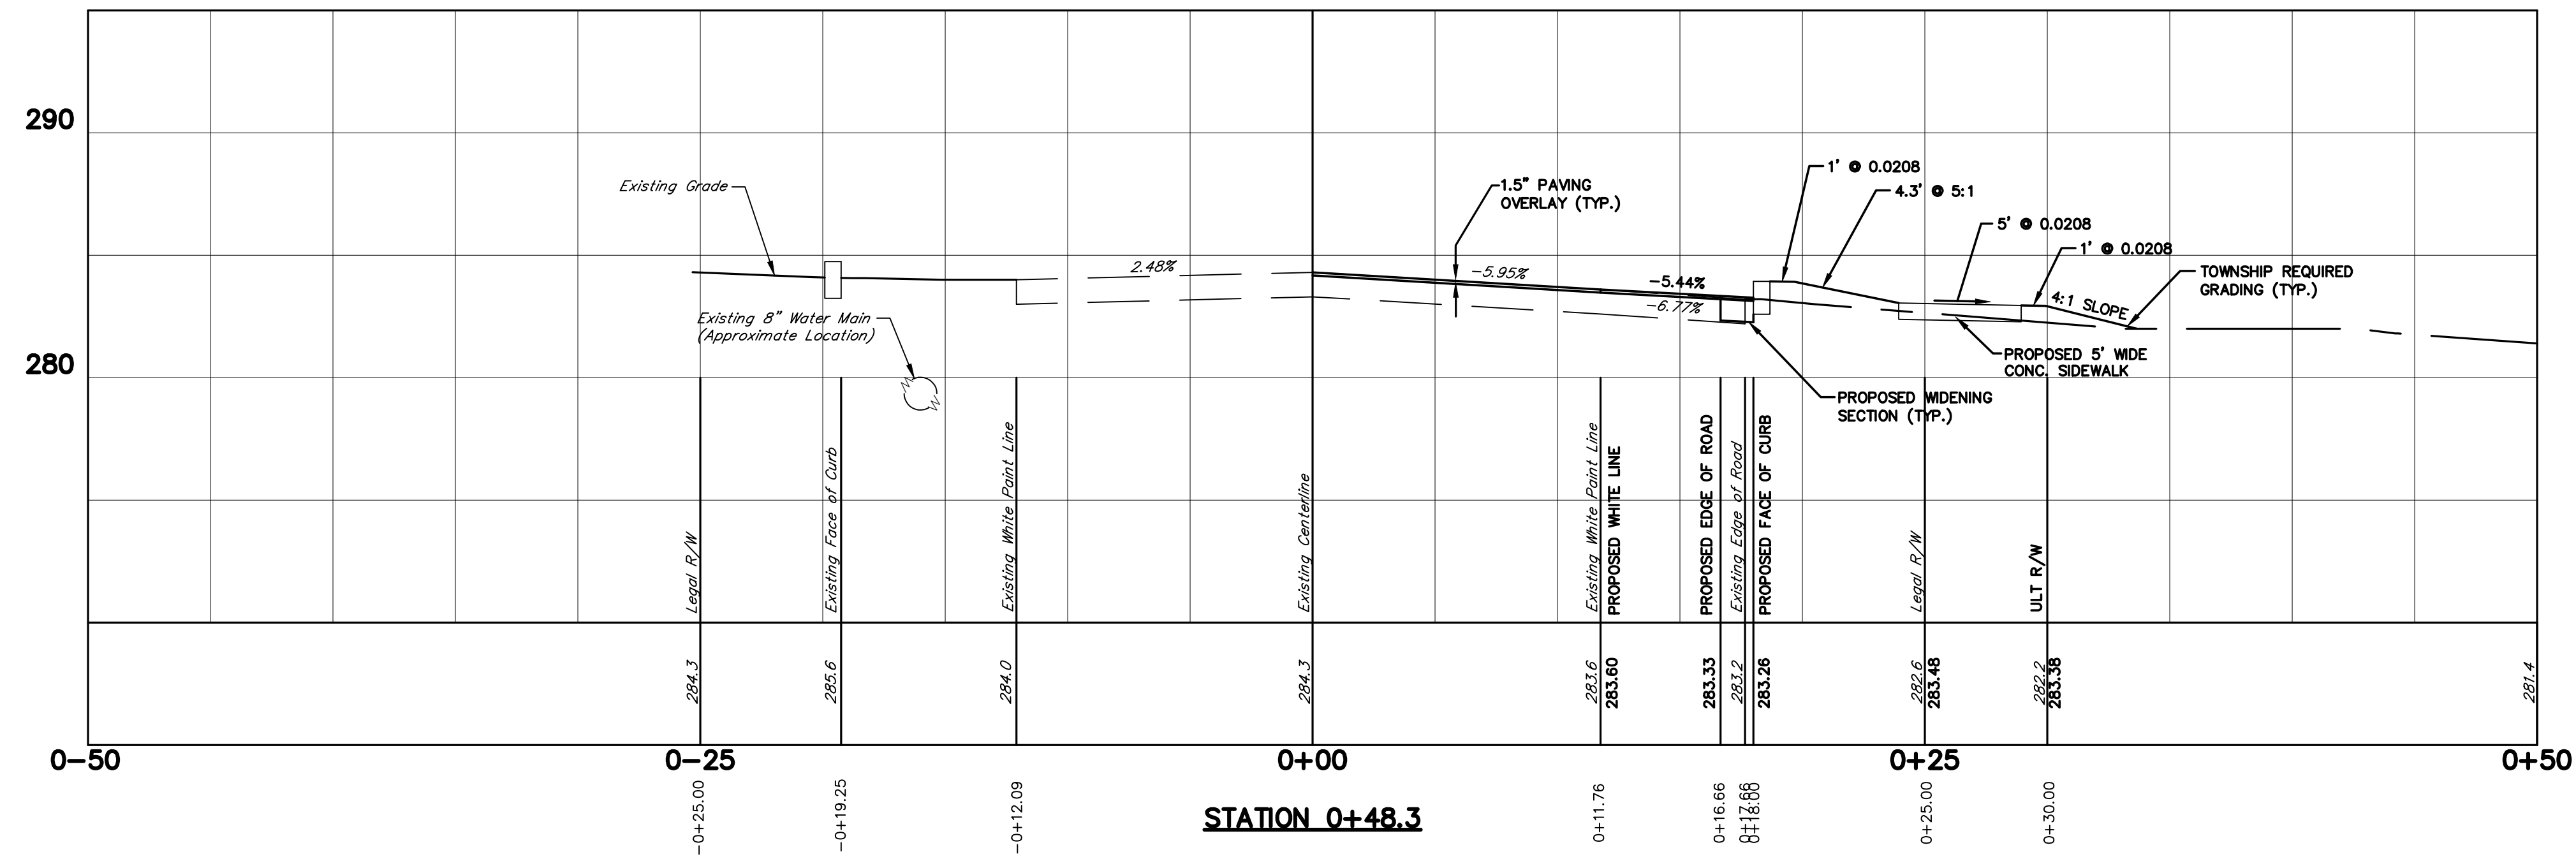 290
280
Existing Grade
2.48%
Existing 8" Water Main
(Approximate Location)
1.5" PAVING
OVERLAY (TYP.)
-5.95%
-5.44%
-6.77%
1' @ 0.0208
4.3' @ 5:1
5' @ 0.0208
1' @ 0.0208
4:1 SLOPE
TOWNSHIP REQUIRED
GRADING (TYP.)
PROPOSED 5' WIDE
CONC. SIDEWALK
PROPOSED WIDENING
SECTION (TYP.)
Legal R/W
Existing Face of Curb
Existing White Paint Line
Existing Centerline
Existing White Paint Line
PROPOSED WHITE LINE
PROPOSED EDGE OF ROAD
Existing Edge of Road
PROPOSED FACE OF CURB
Legal R/W
ULT R/W
284.3
285.6
284.0
284.3
283.6
283.60
283.33
283.2
283.26
282.6
283.48
282.2
283.38
281.4
0-50
0-25
0+00
0+25
0+50
-0+25.00
-0+19.25
-0+12.09
0+11.76
0+16.66
0+17.66
0+18.00
0+25.00
0+30.00
STATION 0+48.3